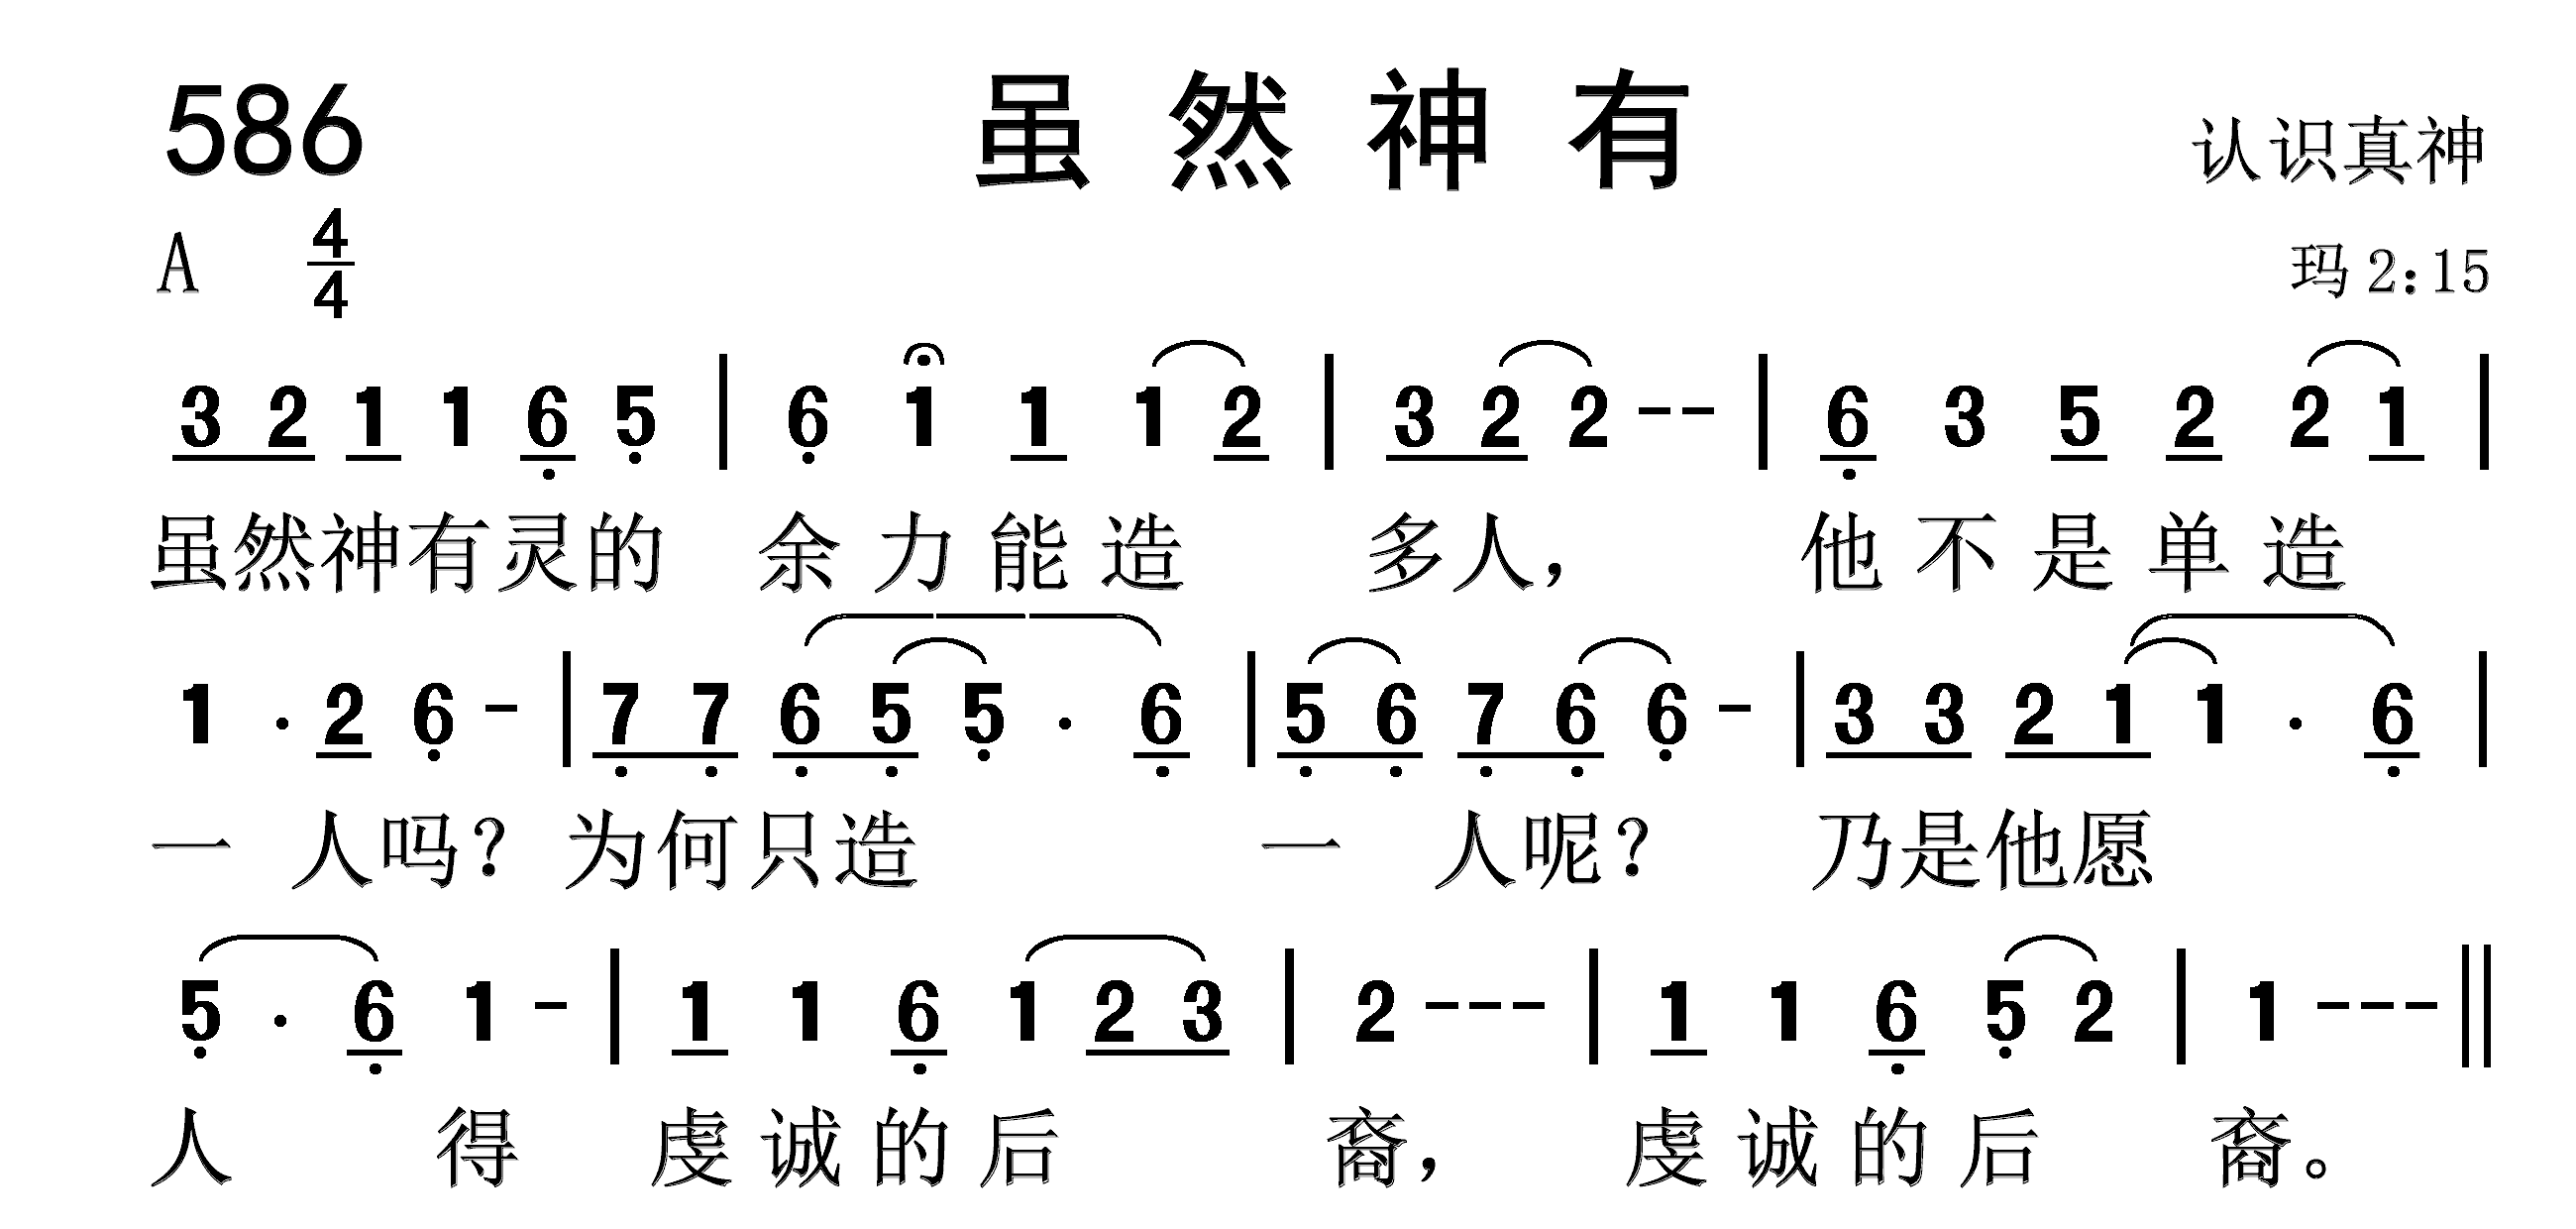 586 虽然神有 认识真神
A 4/4 玛 2:15
3 2 1 1 6 5 | 6 1 1 1 2 | 3 2 2 - - | 6 3 5 2 2 1 |
虽然神有灵的 余力能造 多人， 他不是单造
1 · 2 6 - | 7 7 6 5 5 · 6 | 5 6 7 6 6 - | 3 3 2 1 1 · 6 |
一 人吗？为何只造 一 人呢？ 乃是他愿
5 · 6 1 - | 1 1 6 1 2 3 | 2 - - - | 1 1 6 5 2 | 1 - - - ||
人 得 虔诚的后 裔， 虔诚的后 裔。